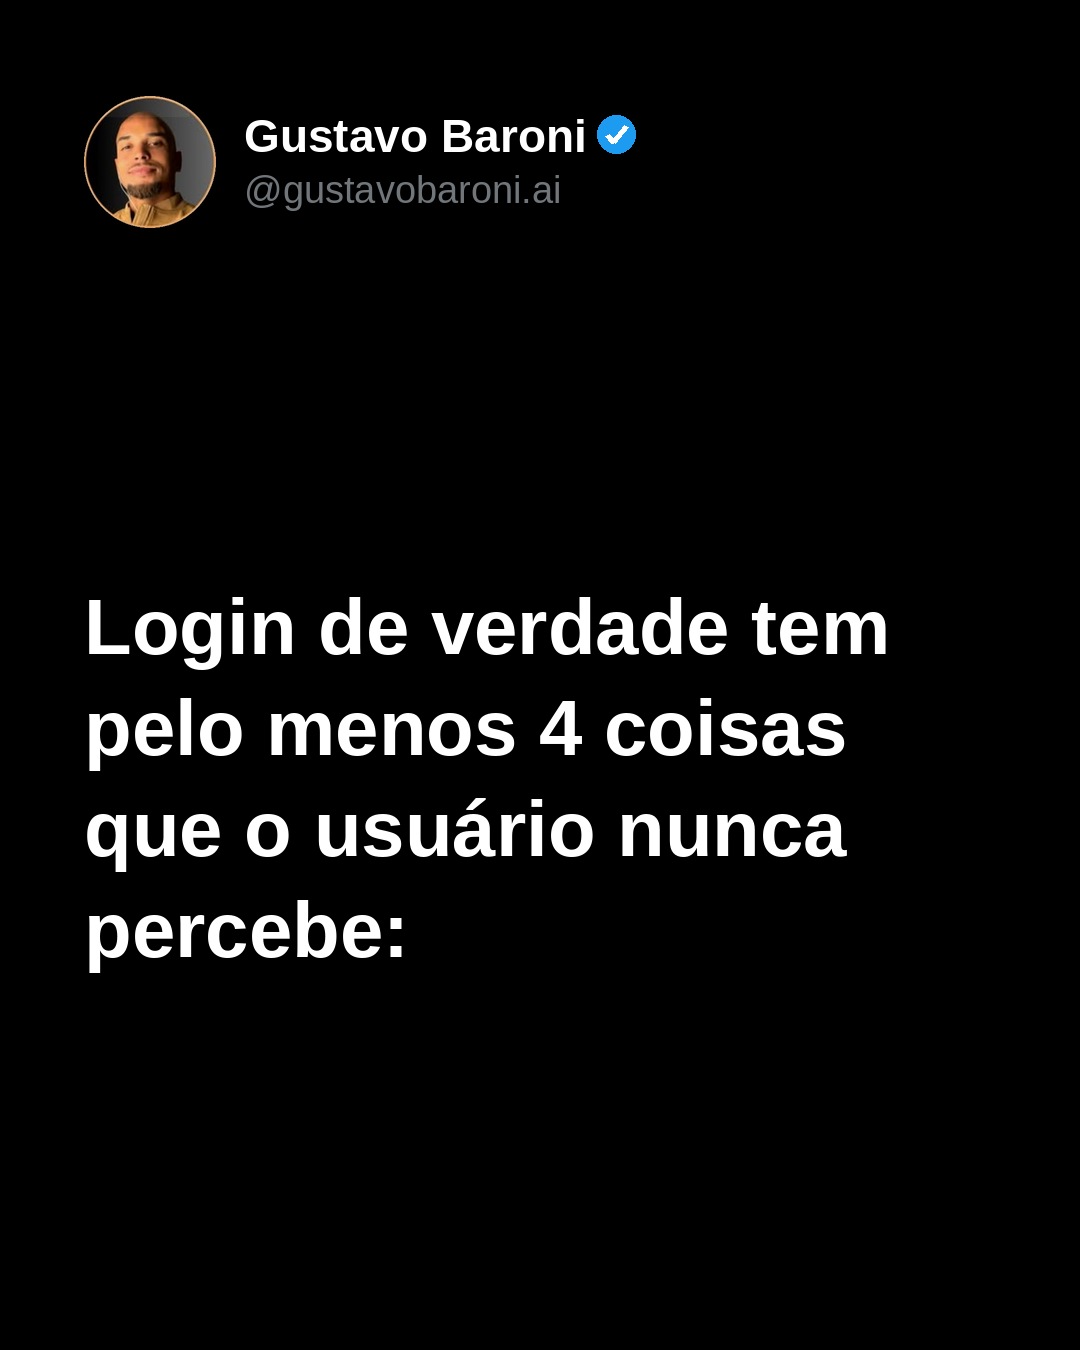 Gustavo Baroni
@gustavobaroni.ai
Login de verdade tem
pelo menos 4 coisas
que o usuário nunca
percebe: